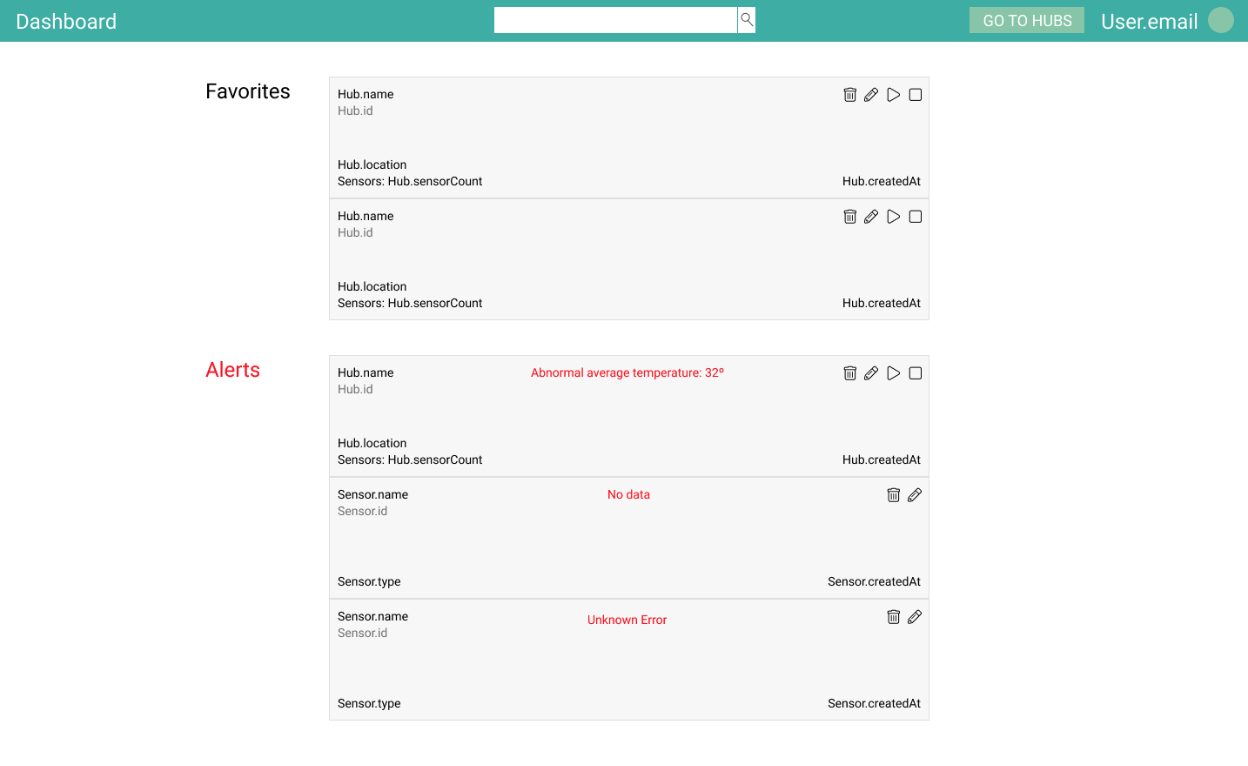 Dashboard
GO TO HUBS
User.email
Favorites
Hub.name
Hub.id
Hub.location
Sensors: Hub.sensorCount
Hub.createdAt
Hub.name
Hub.id
Hub.location
Sensors: Hub.sensorCount
Hub.createdAt
Alerts
Hub.name
Abnormal average temperature: 32º
Hub.id
Hub.location
Sensors: Hub.sensorCount
Hub.createdAt
Sensor.name
No data
Sensor.id
Sensor.type
Sensor.createdAt
Sensor.name
Unknown Error
Sensor.id
Sensor.type
Sensor.createdAt